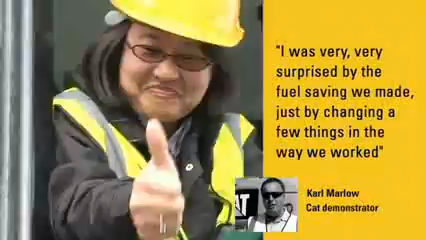 "I was very, very
surprised by the
fuel saving we made,
just by changing a
few things in the
way we worked"
AT
Karl Marlow
Cat demonstrator